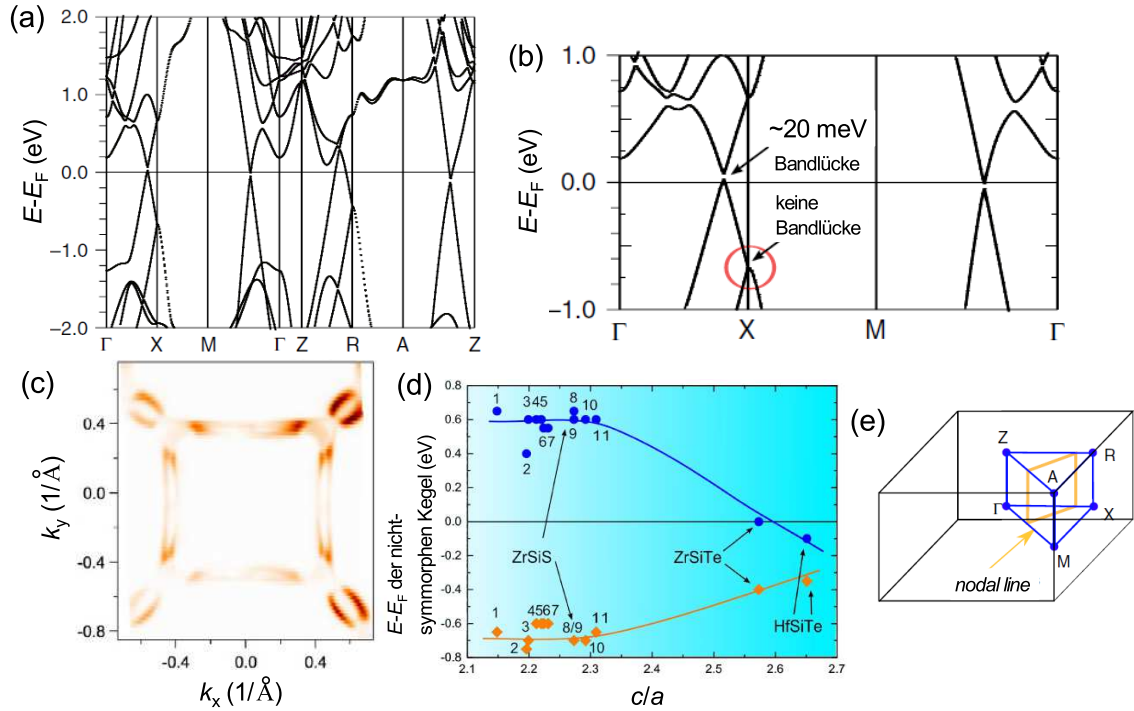 (a)
2.0
1.0
0.0
−1.0
−2.0
E-EF (eV)
Γ X M Γ Z R A Z
(b)
1.0
0.0
−1.0
E-EF (eV)
~20 meV
Bandlücke
keine
Bandlücke
Γ X M Γ
(c)
0.4
0.0
-0.4
-0.8
ky (1/Å)
-0.4 0.0 0.4
kx (1/Å)
(d)
0.8
0.6
0.4
0.2
0.0
-0.2
-0.4
-0.6
-0.8
E-EF der nicht-
symmorphen Kegel (eV)
1 345 8 10
2 67 9 11
ZrSiS
ZrSiTe
HfSiTe
1 3 4567 8/9 11
2 10
2.1 2.2 2.3 2.4 2.5 2.6 2.7
c/a
(e)
Z
R
A
Γ
X
M
nodal line